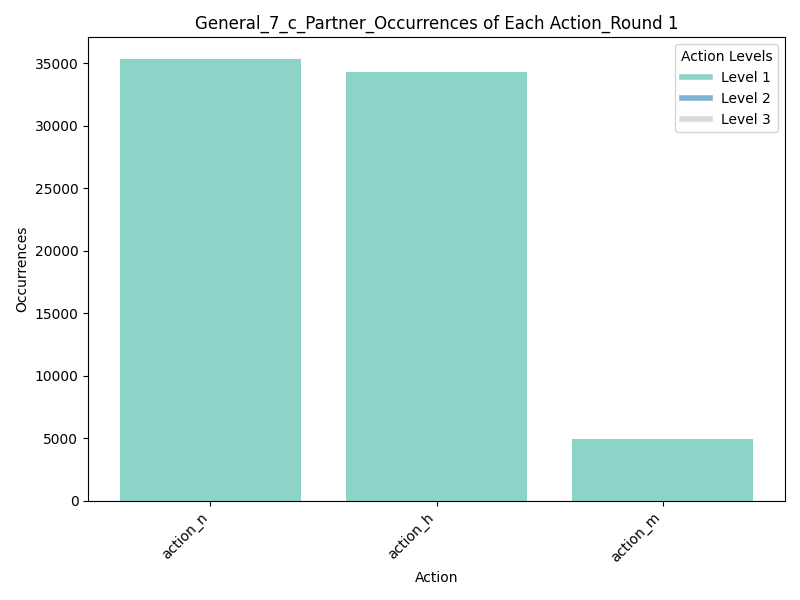 General_7_c_Partner_Occurrences of Each Action_Round 1
Action Levels
Level 1
Level 2
Level 3
35000
30000
25000
20000
15000
10000
5000
0
Occurrences
action_n
action_h
action_m
Action